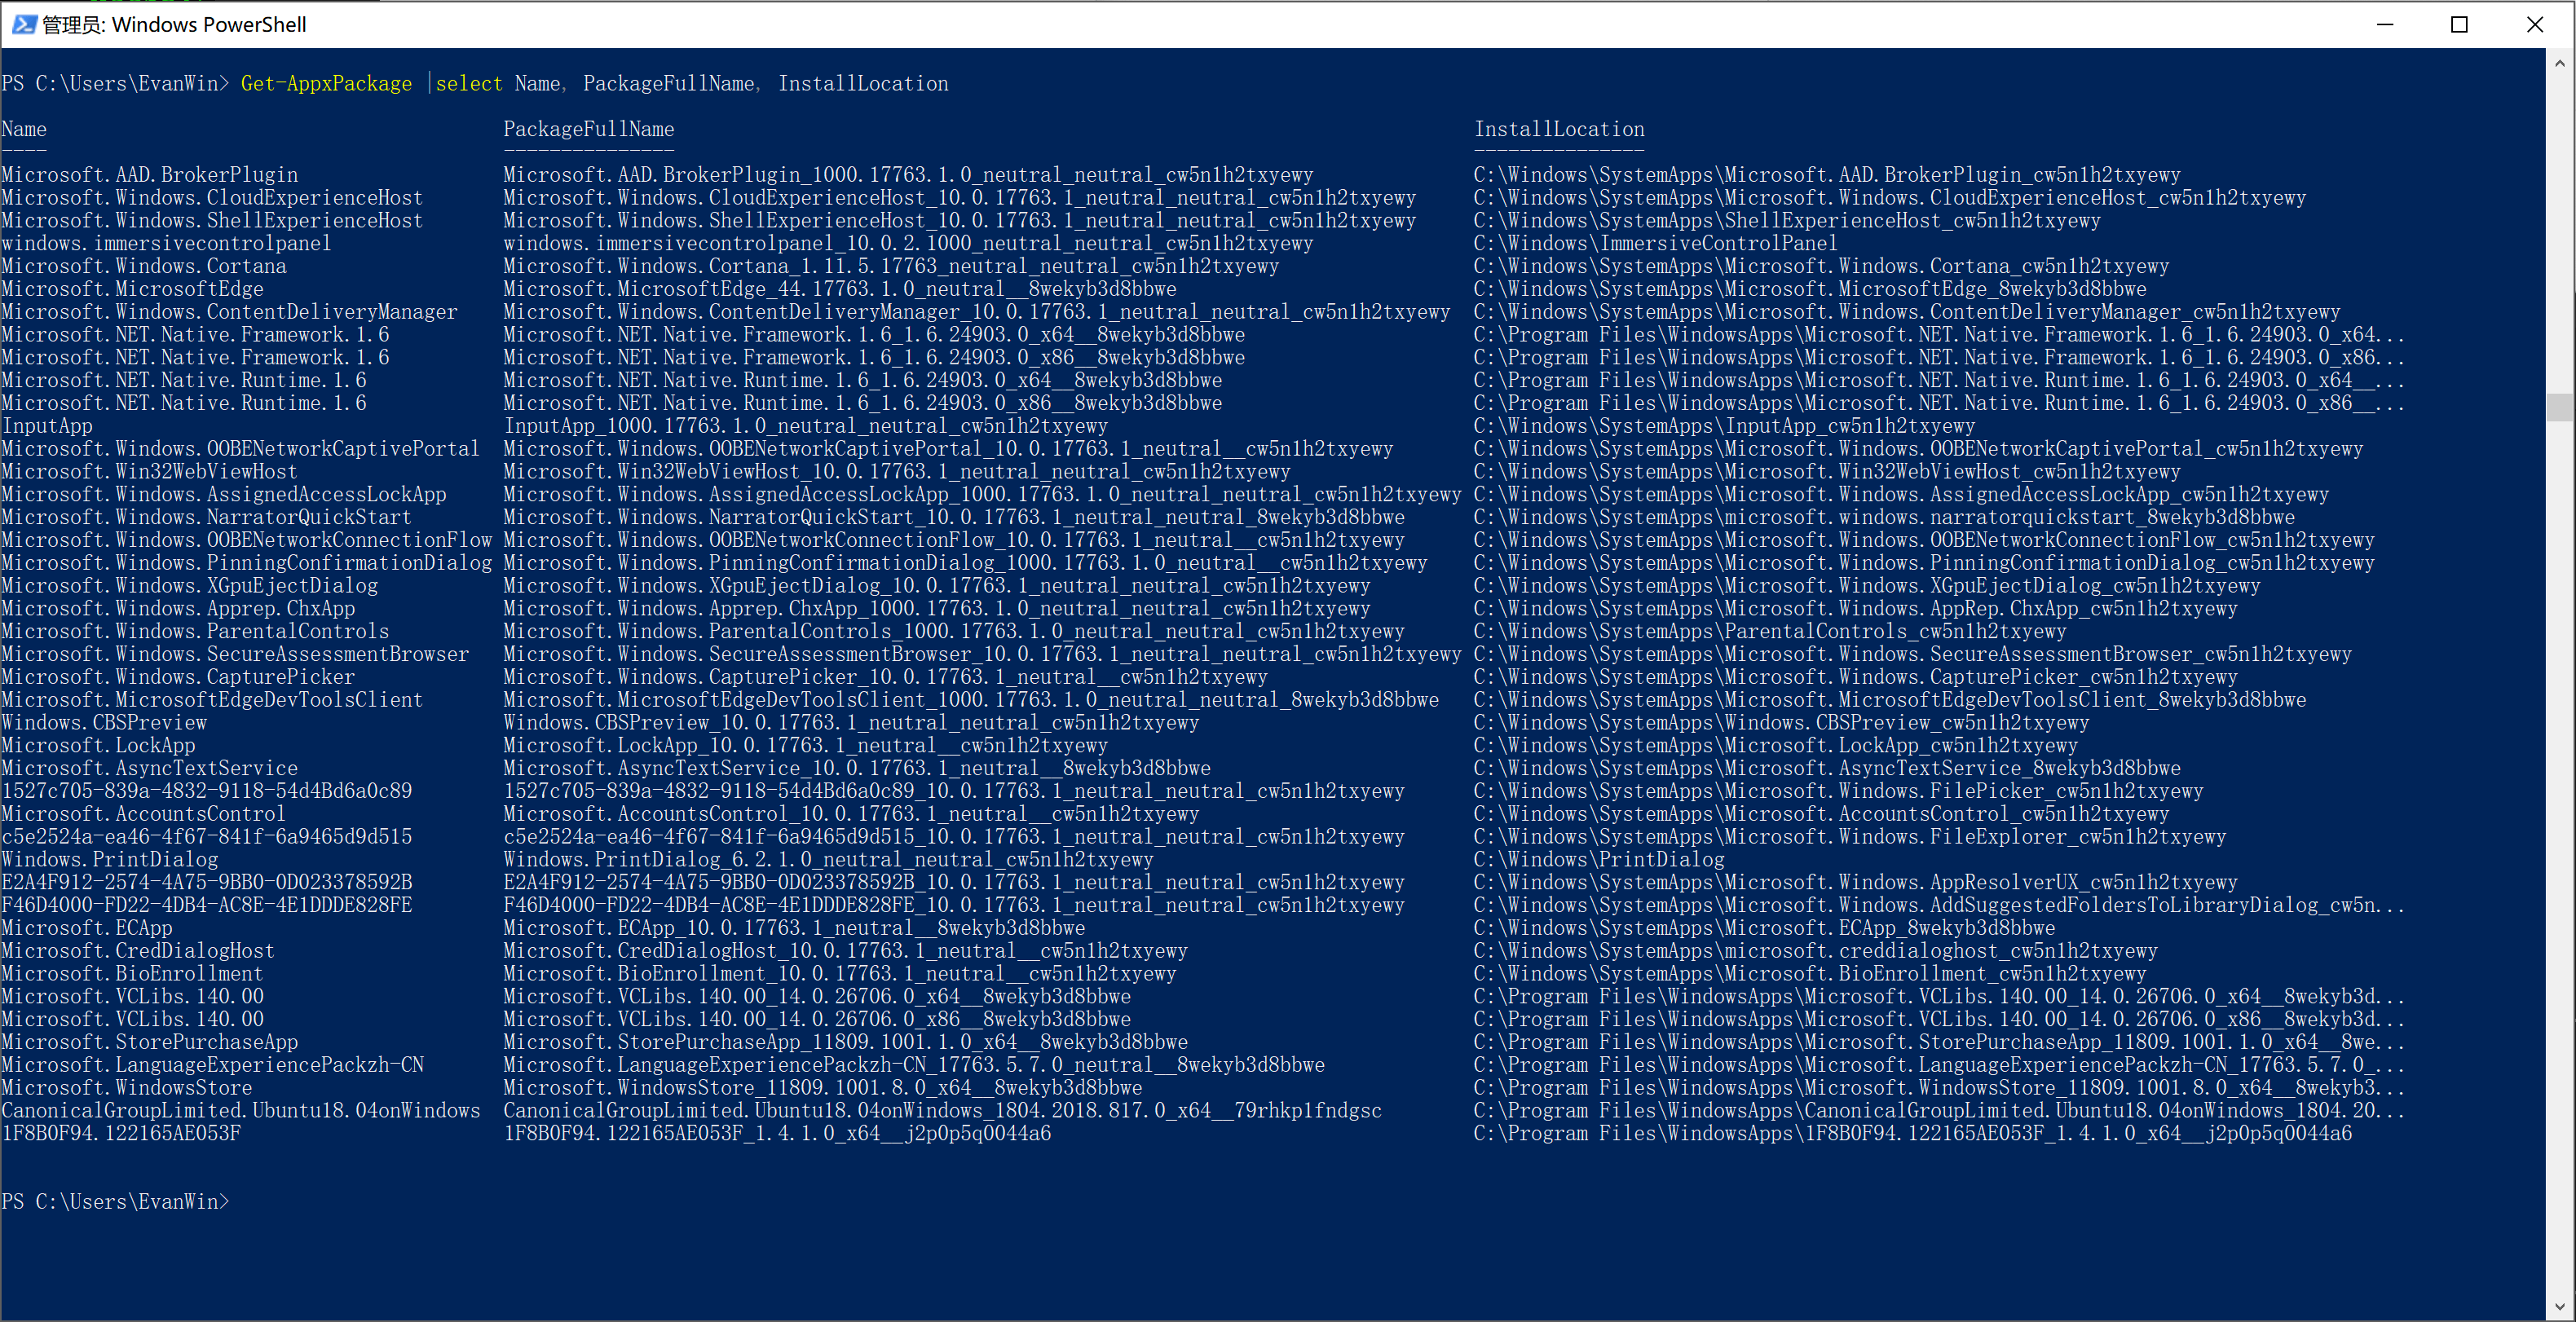 管理员: Windows PowerShell
PS C:\Users\EvanWin> Get-AppxPackage |select Name, PackageFullName, InstallLocation
Name PackageFullName InstallLocation
---- --------------- ---------------
Microsoft.AAD.BrokerPlugin Microsoft.AAD.BrokerPlugin_1000.17763.1.0_neutral_neutral_cw5n1h2txyewy C:\Windows\SystemApps\Microsoft.AAD.BrokerPlugin_cw5n1h2txyewy
Microsoft.Windows.CloudExperienceHost Microsoft.Windows.CloudExperienceHost_10.0.17763.1_neutral_neutral_cw5n1h2txyewy C:\Windows\SystemApps\Microsoft.Windows.CloudExperienceHost_cw5n1h2txyewy
Microsoft.Windows.ShellExperienceHost Microsoft.Windows.ShellExperienceHost_10.0.17763.1_neutral_neutral_cw5n1h2txyewy C:\Windows\SystemApps\ShellExperienceHost_cw5n1h2txyewy
windows.immersivecontrolpanel windows.immersivecontrolpanel_10.0.2.1000_neutral_neutral_cw5n1h2txyewy C:\Windows\ImmersiveControlPanel
Microsoft.Windows.Cortana Microsoft.Windows.Cortana_1.11.5.17763_neutral_neutral_cw5n1h2txyewy C:\Windows\SystemApps\Microsoft.Windows.Cortana_cw5n1h2txyewy
Microsoft.MicrosoftEdge Microsoft.MicrosoftEdge_44.17763.1.0_neutral__8wekyb3d8bbwe C:\Windows\SystemApps\Microsoft.MicrosoftEdge_8wekyb3d8bbwe
Microsoft.Windows.ContentDeliveryManager Microsoft.Windows.ContentDeliveryManager_10.0.17763.1_neutral_neutral_cw5n1h2txyewy C:\Windows\SystemApps\Microsoft.Windows.ContentDeliveryManager_cw5n1h2txyewy
Microsoft.NET.Native.Framework.1.6 Microsoft.NET.Native.Framework.1.6_1.6.24903.0_x64__8wekyb3d8bbwe C:\Program Files\WindowsApps\Microsoft.NET.Native.Framework.1.6_1.6.24903.0_x64...
Microsoft.NET.Native.Framework.1.6 Microsoft.NET.Native.Framework.1.6_1.6.24903.0_x86__8wekyb3d8bbwe C:\Program Files\WindowsApps\Microsoft.NET.Native.Framework.1.6_1.6.24903.0_x86...
Microsoft.NET.Native.Runtime.1.6 Microsoft.NET.Native.Runtime.1.6_1.6.24903.0_x64__8wekyb3d8bbwe C:\Program Files\WindowsApps\Microsoft.NET.Native.Runtime.1.6_1.6.24903.0_x64__...
Microsoft.NET.Native.Runtime.1.6 Microsoft.NET.Native.Runtime.1.6_1.6.24903.0_x86__8wekyb3d8bbwe C:\Program Files\WindowsApps\Microsoft.NET.Native.Runtime.1.6_1.6.24903.0_x86__...
InputApp InputApp_1000.17763.1.0_neutral_neutral_cw5n1h2txyewy C:\Windows\SystemApps\InputApp_cw5n1h2txyewy
Microsoft.Windows.OOBENetworkCaptivePortal Microsoft.Windows.OOBENetworkCaptivePortal_10.0.17763.1_neutral__cw5n1h2txyewy C:\Windows\SystemApps\Microsoft.Windows.OOBENetworkCaptivePortal_cw5n1h2txyewy
Microsoft.Win32WebViewHost Microsoft.Win32WebViewHost_10.0.17763.1_neutral_neutral_cw5n1h2txyewy C:\Windows\SystemApps\Microsoft.Win32WebViewHost_cw5n1h2txyewy
Microsoft.Windows.AssignedAccessLockApp Microsoft.Windows.AssignedAccessLockApp_1000.17763.1.0_neutral_neutral_cw5n1h2txyewy C:\Windows\SystemApps\Microsoft.Windows.AssignedAccessLockApp_cw5n1h2txyewy
Microsoft.Windows.NarratorQuickStart Microsoft.Windows.NarratorQuickStart_10.0.17763.1_neutral_neutral_8wekyb3d8bbwe C:\Windows\SystemApps\microsoft.windows.narratorquickstart_8wekyb3d8bbwe
Microsoft.Windows.OOBENetworkConnectionFlow Microsoft.Windows.OOBENetworkConnectionFlow_10.0.17763.1_neutral__cw5n1h2txyewy C:\Windows\SystemApps\Microsoft.Windows.OOBENetworkConnectionFlow_cw5n1h2txyewy
Microsoft.Windows.PinningConfirmationDialog Microsoft.Windows.PinningConfirmationDialog_1000.17763.1.0_neutral__cw5n1h2txyewy C:\Windows\SystemApps\Microsoft.Windows.PinningConfirmationDialog_cw5n1h2txyewy
Microsoft.Windows.XGpuEjectDialog Microsoft.Windows.XGpuEjectDialog_10.0.17763.1_neutral_neutral_cw5n1h2txyewy C:\Windows\SystemApps\Microsoft.Windows.XGpuEjectDialog_cw5n1h2txyewy
Microsoft.Windows.Apprep.ChxApp Microsoft.Windows.Apprep.ChxApp_1000.17763.1.0_neutral_neutral_cw5n1h2txyewy C:\Windows\SystemApps\Microsoft.Windows.AppRep.ChxApp_cw5n1h2txyewy
Microsoft.Windows.ParentalControls Microsoft.Windows.ParentalControls_1000.17763.1.0_neutral_neutral_cw5n1h2txyewy C:\Windows\SystemApps\ParentalControls_cw5n1h2txyewy
Microsoft.Windows.SecureAssessmentBrowser Microsoft.Windows.SecureAssessmentBrowser_10.0.17763.1_neutral_neutral_cw5n1h2txyewy C:\Windows\SystemApps\Microsoft.Windows.SecureAssessmentBrowser_cw5n1h2txyewy
Microsoft.Windows.CapturePicker Microsoft.Windows.CapturePicker_10.0.17763.1_neutral__cw5n1h2txyewy C:\Windows\SystemApps\Microsoft.Windows.CapturePicker_cw5n1h2txyewy
Microsoft.MicrosoftEdgeDevToolsClient Microsoft.MicrosoftEdgeDevToolsClient_1000.17763.1.0_neutral_neutral_8wekyb3d8bbwe C:\Windows\SystemApps\Microsoft.MicrosoftEdgeDevToolsClient_8wekyb3d8bbwe
Windows.CBSPreview Windows.CBSPreview_10.0.17763.1_neutral_neutral_cw5n1h2txyewy C:\Windows\SystemApps\Windows.CBSPreview_cw5n1h2txyewy
Microsoft.LockApp Microsoft.LockApp_10.0.17763.1_neutral__cw5n1h2txyewy C:\Windows\SystemApps\Microsoft.LockApp_cw5n1h2txyewy
Microsoft.AsyncTextService Microsoft.AsyncTextService_10.0.17763.1_neutral__8wekyb3d8bbwe C:\Windows\SystemApps\Microsoft.AsyncTextService_8wekyb3d8bbwe
1527c705-839a-4832-9118-54d4Bd6a0c89 1527c705-839a-4832-9118-54d4Bd6a0c89_10.0.17763.1_neutral_neutral_cw5n1h2txyewy C:\Windows\SystemApps\Microsoft.Windows.FilePicker_cw5n1h2txyewy
Microsoft.AccountsControl Microsoft.AccountsControl_10.0.17763.1_neutral__cw5n1h2txyewy C:\Windows\SystemApps\Microsoft.AccountsControl_cw5n1h2txyewy
c5e2524a-ea46-4f67-841f-6a9465d9d515 c5e2524a-ea46-4f67-841f-6a9465d9d515_10.0.17763.1_neutral_neutral_cw5n1h2txyewy C:\Windows\SystemApps\Microsoft.Windows.FileExplorer_cw5n1h2txyewy
Windows.PrintDialog Windows.PrintDialog_6.2.1.0_neutral_neutral_cw5n1h2txyewy C:\Windows\PrintDialog
E2A4F912-2574-4A75-9BB0-0D023378592B E2A4F912-2574-4A75-9BB0-0D023378592B_10.0.17763.1_neutral_neutral_cw5n1h2txyewy C:\Windows\SystemApps\Microsoft.Windows.AppResolverUX_cw5n1h2txyewy
F46D4000-FD22-4DB4-AC8E-4E1DDDE828FE F46D4000-FD22-4DB4-AC8E-4E1DDDE828FE_10.0.17763.1_neutral_neutral_cw5n1h2txyewy C:\Windows\SystemApps\Microsoft.Windows.AddSuggestedFoldersToLibraryDialog_cw5n...
Microsoft.ECApp Microsoft.ECApp_10.0.17763.1_neutral__8wekyb3d8bbwe C:\Windows\SystemApps\Microsoft.ECApp_8wekyb3d8bbwe
Microsoft.CredDialogHost Microsoft.CredDialogHost_10.0.17763.1_neutral__cw5n1h2txyewy C:\Windows\SystemApps\microsoft.creddialoghost_cw5n1h2txyewy
Microsoft.BioEnrollment Microsoft.BioEnrollment_10.0.17763.1_neutral__cw5n1h2txyewy C:\Windows\SystemApps\Microsoft.BioEnrollment_cw5n1h2txyewy
Microsoft.VCLibs.140.00 Microsoft.VCLibs.140.00_14.0.26706.0_x64__8wekyb3d8bbwe C:\Program Files\WindowsApps\Microsoft.VCLibs.140.00_14.0.26706.0_x64__8wekyb3d...
Microsoft.VCLibs.140.00 Microsoft.VCLibs.140.00_14.0.26706.0_x86__8wekyb3d8bbwe C:\Program Files\WindowsApps\Microsoft.VCLibs.140.00_14.0.26706.0_x86__8wekyb3d...
Microsoft.StorePurchaseApp Microsoft.StorePurchaseApp_11809.1001.1.0_x64__8wekyb3d8bbwe C:\Program Files\WindowsApps\Microsoft.StorePurchaseApp_11809.1001.1.0_x64__8we...
Microsoft.LanguageExperiencePackzh-CN Microsoft.LanguageExperiencePackzh-CN_17763.5.7.0_neutral__8wekyb3d8bbwe C:\Program Files\WindowsApps\Microsoft.LanguageExperiencePackzh-CN_17763.5.7.0_...
Microsoft.WindowsStore Microsoft.WindowsStore_11809.1001.8.0_x64__8wekyb3d8bbwe C:\Program Files\WindowsApps\Microsoft.WindowsStore_11809.1001.8.0_x64__8wekyb3...
CanonicalGroupLimited.Ubuntu18.04onWindows CanonicalGroupLimited.Ubuntu18.04onWindows_1804.2018.817.0_x64__79rhkp1fndgsc C:\Program Files\WindowsApps\CanonicalGroupLimited.Ubuntu18.04onWindows_1804.20...
1F8B0F94.122165AE053F 1F8B0F94.122165AE053F_1.4.1.0_x64__j2p0p5q0044a6 C:\Program Files\WindowsApps\1F8B0F94.122165AE053F_1.4.1.0_x64__j2p0p5q0044a6
PS C:\Users\EvanWin>